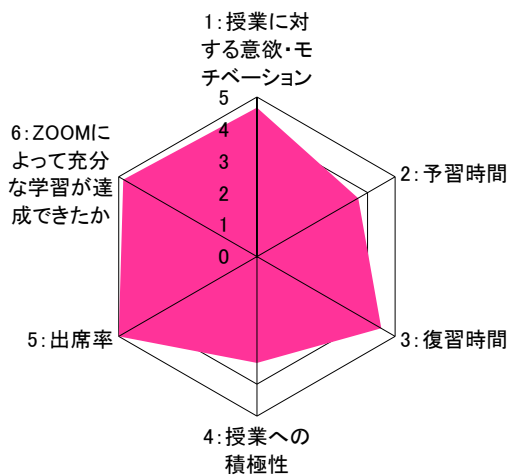 1:授業に対
する意欲・モ
チベーション
5
4
3
2
1
0
2:予習時間
3:復習時間
4:授業への
積極性
5:出席率
6:ZOOMに
よって充分
な学習が達
成できたか